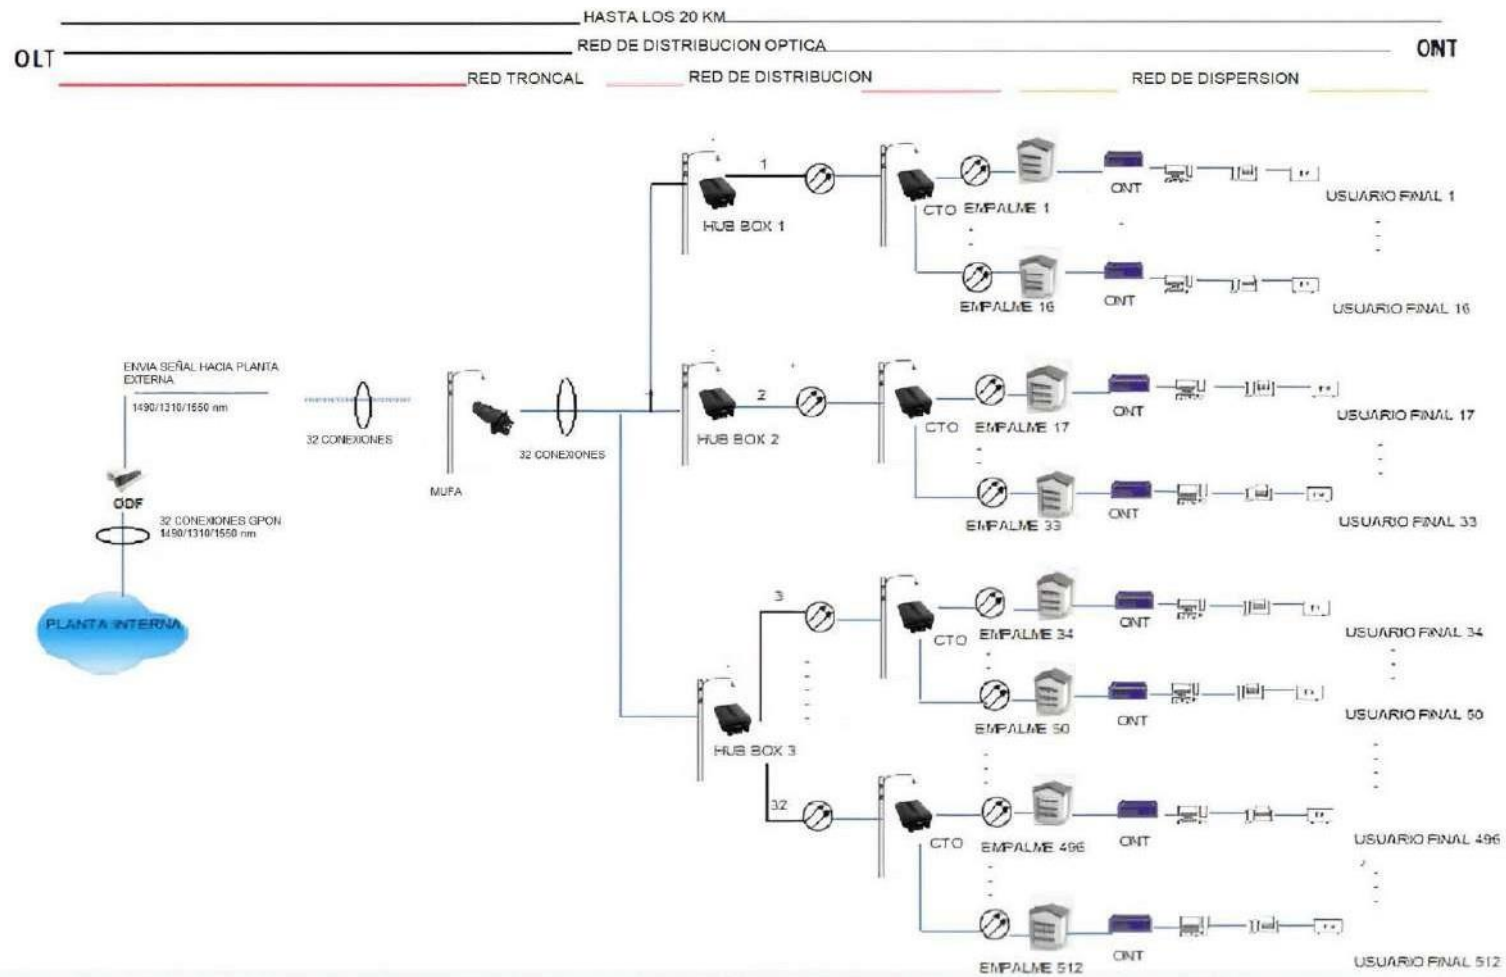 HASTA LOS 20 KM
RED DE DISTRIBUCION OPTICA
OLT
ONT
RED TRONCAL
RED DE DISTRIBUCION
RED DE DISPERSION
1
HUB BOX 1
CTO
EMPALME 1
ONT
USUARIO FINAL 1
EMPALME 16
ONT
USUARIO FINAL 16
ENVIA SEÑAL HACIA PLANTA
EXTERNA
1490/1310/1550 nm
32 CONEXIONES
MUFA
32 CONEXIONES
2
HUB BOX 2
CTO
EMPALME 17
ONT
USUARIO FINAL 17
ODF
32 CONEXIONES GPON
1490/1310/1550 nm
EMPALME 33
ONT
USUARIO FINAL 33
PLANTA INTERNA
3
CTO
EMPALME 34
ONT
USUARIO FINAL 34
HUB BOX 3
EMPALME 50
ONT
USUARIO FINAL 50
32
CTO
EMPALME 496
ONT
USUARIO FINAL 496
EMPALME 512
ONT
USUARIO FINAL 512